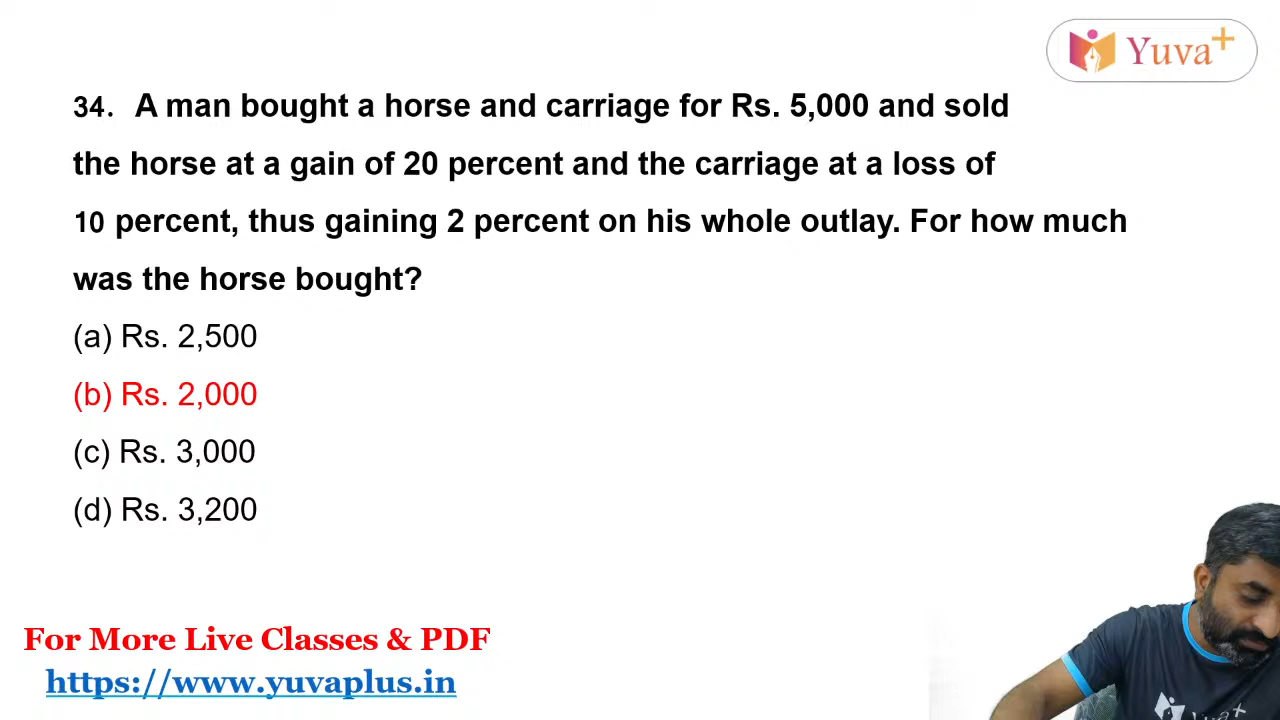 Yuva+
34. A man bought a horse and carriage for Rs. 5,000 and sold
the horse at a gain of 20 percent and the carriage at a loss of
10 percent, thus gaining 2 percent on his whole outlay. For how much
was the horse bought?
(a) Rs. 2,500
(b) Rs. 2,000
(c) Rs. 3,000
(d) Rs. 3,200
For More Live Classes & PDF
https://www.yuvaplus.in